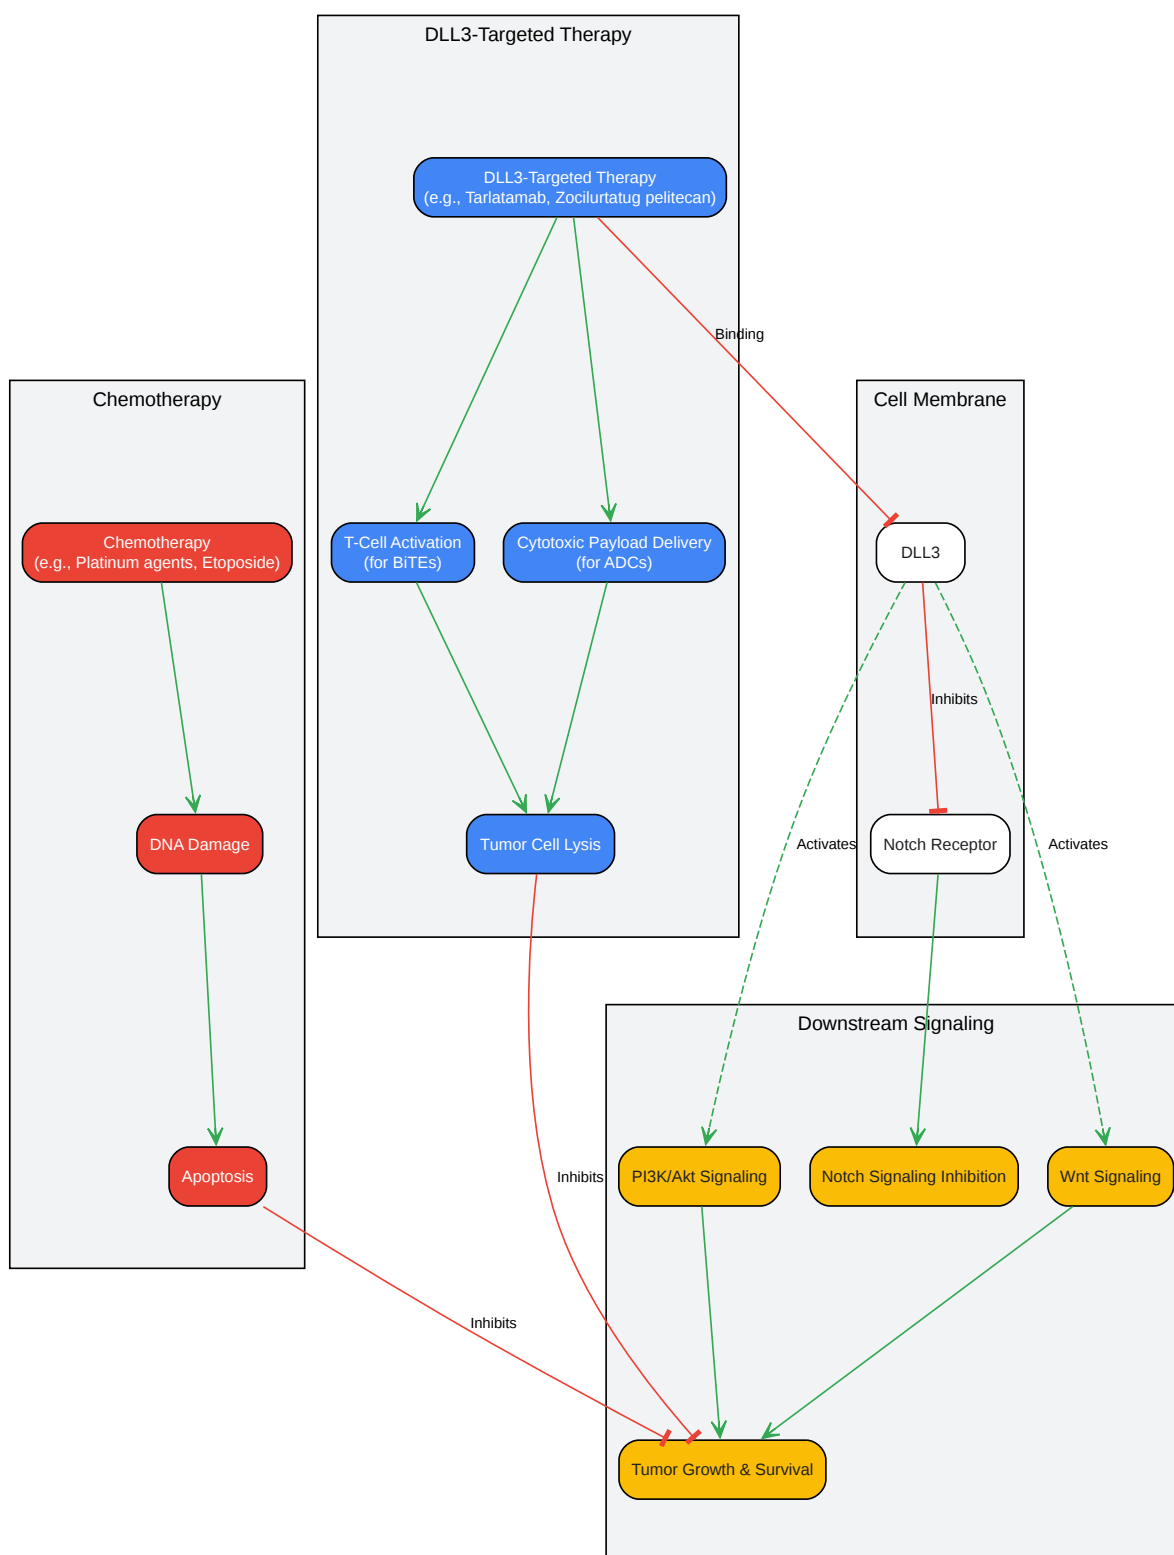 DLL3-Targeted Therapy
DLL3-Targeted Therapy
(e.g., Tarlatamab, Zocilurtatug pelitecan)
Binding
Chemotherapy
Cell Membrane
Chemotherapy
(e.g., Platinum agents, Etoposide)
T-Cell Activation
(for BiTEs)
Cytotoxic Payload Delivery
(for ADCs)
DLL3
Inhibits
DNA Damage
Tumor Cell Lysis
Activates
Notch Receptor
Activates
Downstream Signaling
Apoptosis
Inhibits
PI3K/Akt Signaling
Notch Signaling Inhibition
Wnt Signaling
Inhibits
Tumor Growth & Survival